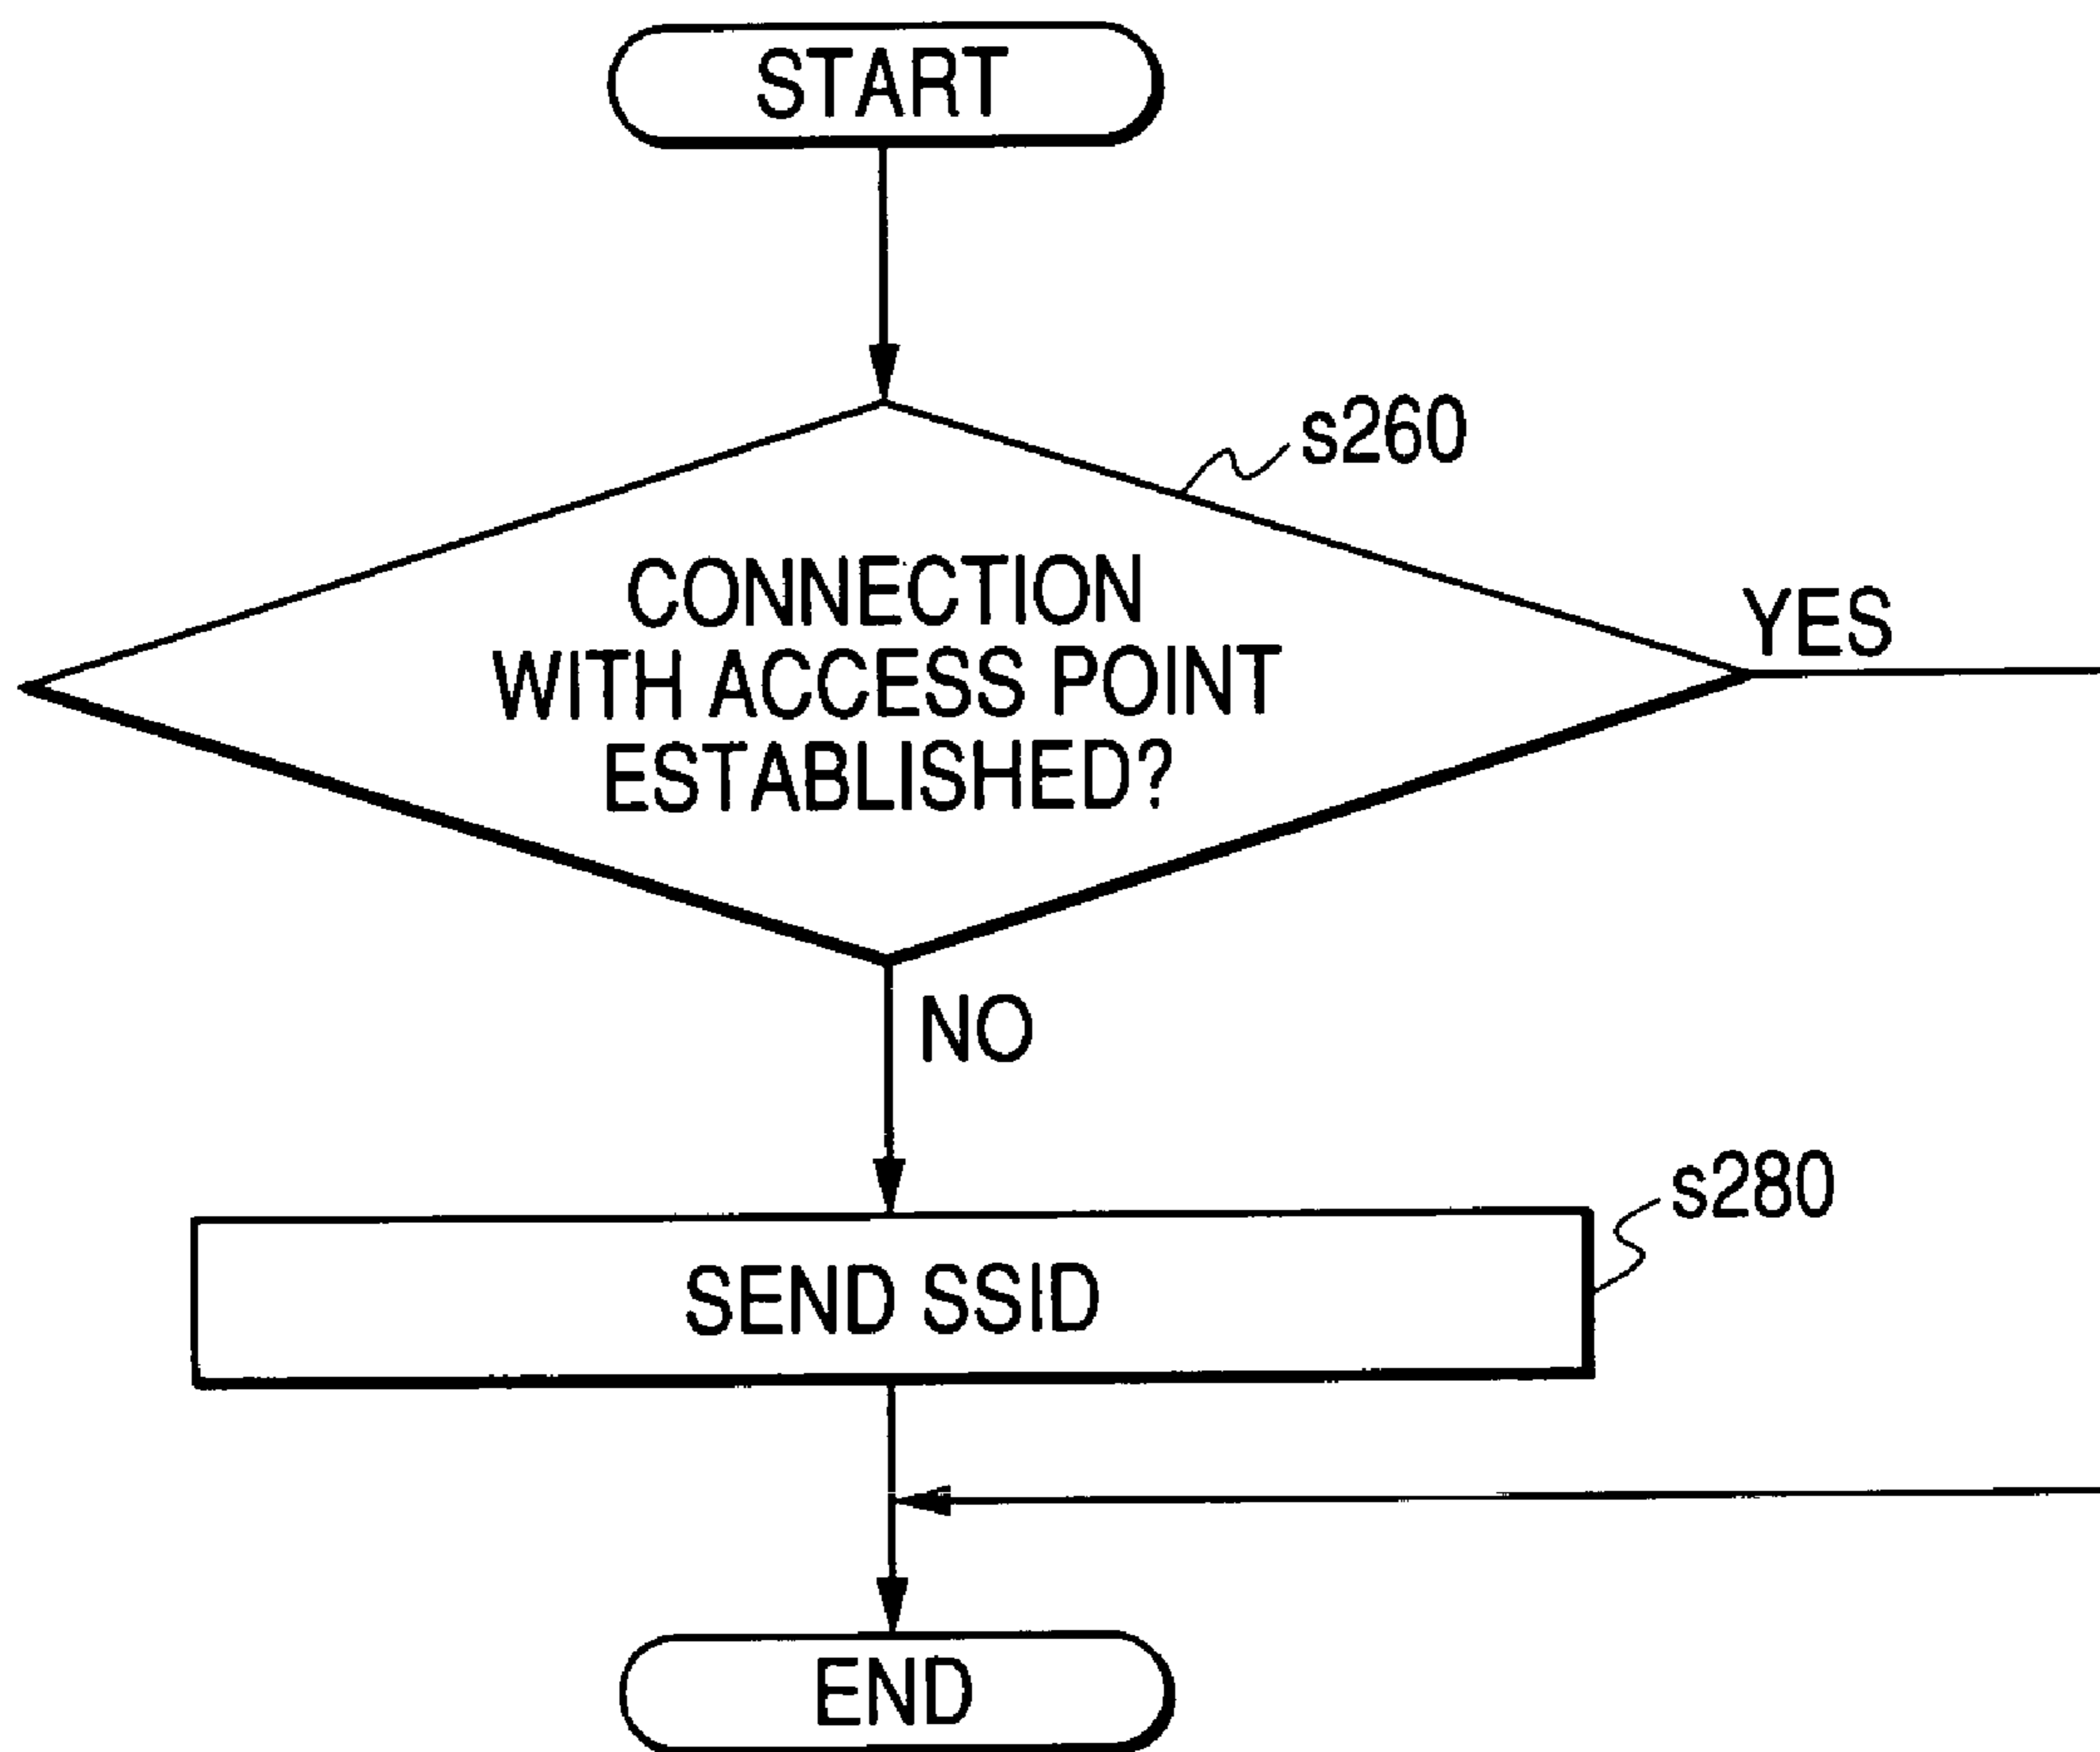 START
s260
CONNECTION
WITH ACCESS POINT
ESTABLISHED?
YES
NO
s280
SEND SSID
END